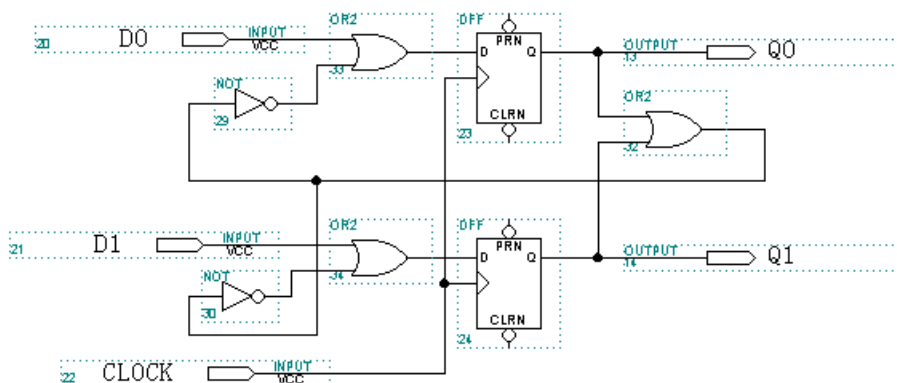 OR2
DFF
20 D0 INPUT VCC
PRN
D Q
OUTPUT
13 Q0
33
NOT
29
CLRN
23
OR2
32
OR2
DFF
21 D1 INPUT VCC
PRN
D Q
OUTPUT
14 Q1
34
NOT
30
CLRN
24
22 CLOCK INPUT VCC